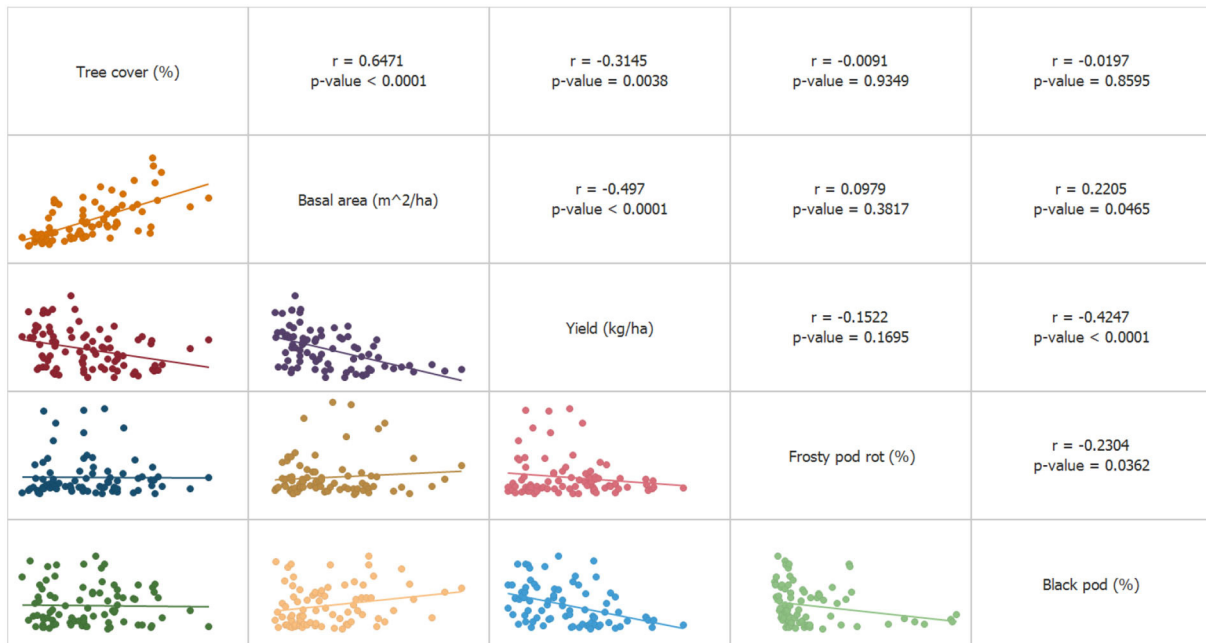 Tree cover (%)
r = 0.6471
p-value < 0.0001
r = -0.3145
p-value = 0.0038
r = -0.0091
p-value = 0.9349
r = -0.0197
p-value = 0.8595
Basal area (m^2/ha)
r = -0.497
p-value < 0.0001
r = 0.0979
p-value = 0.3817
r = 0.2205
p-value = 0.0465
Yield (kg/ha)
r = -0.1522
p-value = 0.1695
r = -0.4247
p-value < 0.0001
Frosty pod rot (%)
r = -0.2304
p-value = 0.0362
Black pod (%)